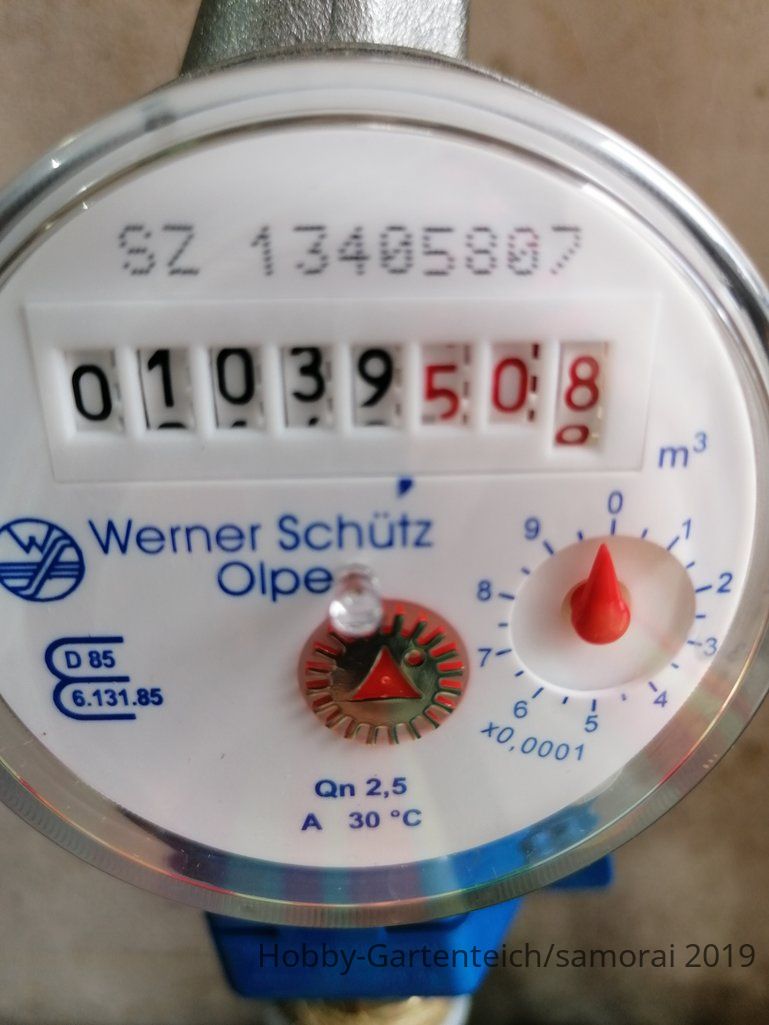 SZ 13405807
01039508
m³
Werner Schütz
Olpe
0
1
2
3
4
5
6
7
8
9
x0,0001
D 85
6.131.85
Qn 2,5
A 30 °C
Hobby-Gartenteich/samorai 2019